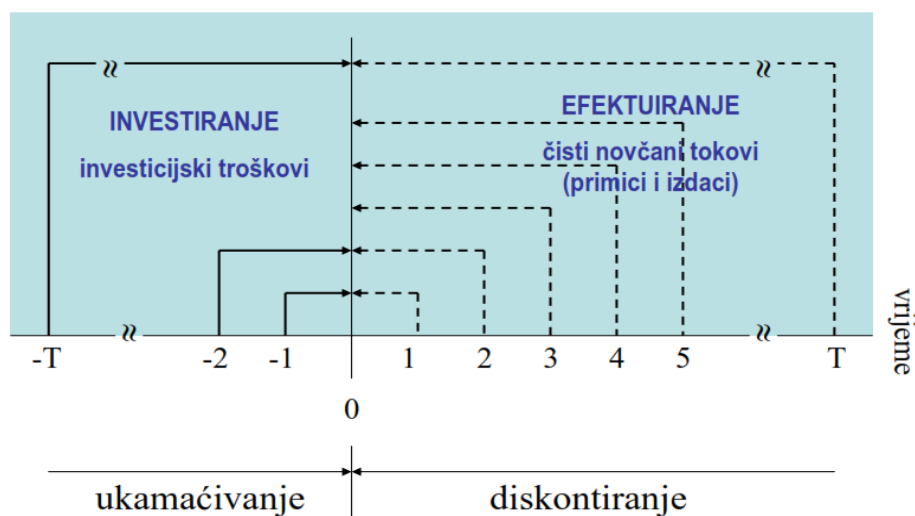 INVESTIRANJE
investicijski troškovi
EFEKTUIRANJE
čisti novčani tokovi
(primici i izdaci)
vrijeme
-T -2 -1 1 2 3 4 5 T
0
ukamaćivanje diskontiranje